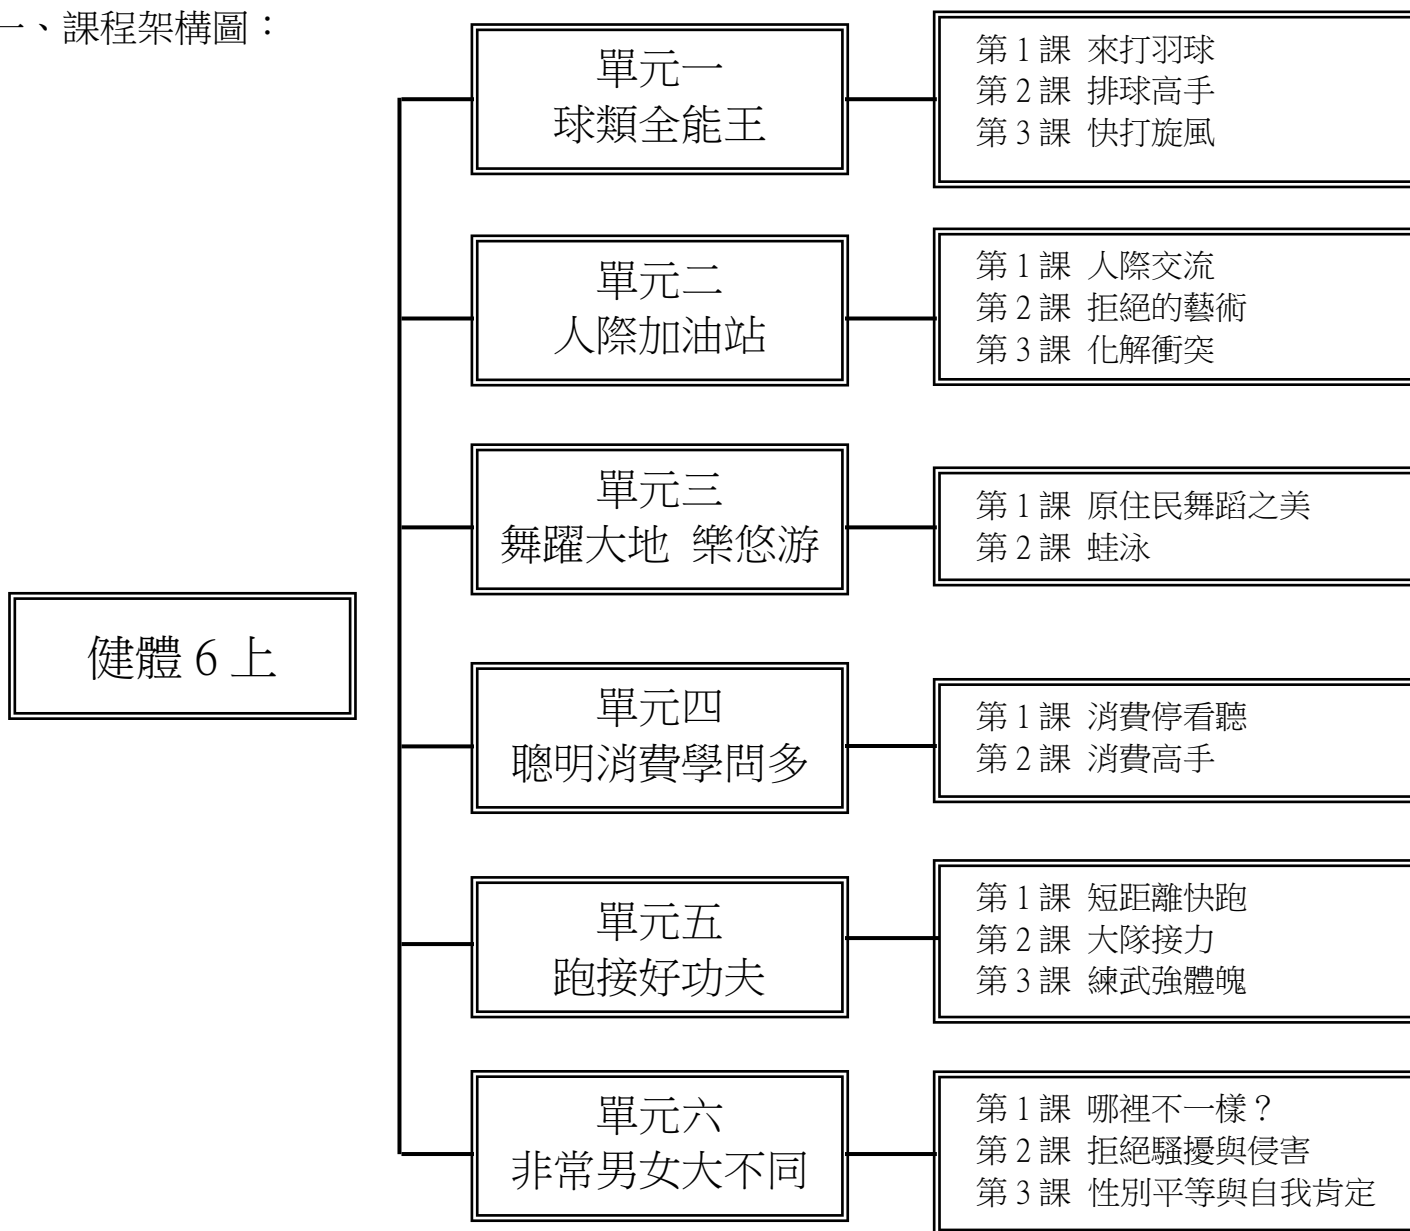 一、課程架構圖：
單元一
球類全能王
第 1 課 來打羽球
第 2 課 排球高手
第 3 課 快打旋風
單元二
人際加油站
第 1 課 人際交流
第 2 課 拒絕的藝術
第 3 課 化解衝突
單元三
舞躍大地 樂悠游
第 1 課 原住民舞蹈之美
第 2 課 蛙泳
健體 6 上
單元四
聰明消費學問多
第 1 課 消費停看聽
第 2 課 消費高手
單元五
跑接好功夫
第 1 課 短距離快跑
第 2 課 大隊接力
第 3 課 練武強體魄
單元六
非常男女大不同
第 1 課 哪裡不一樣？
第 2 課 拒絕騷擾與侵害
第 3 課 性別平等與自我肯定